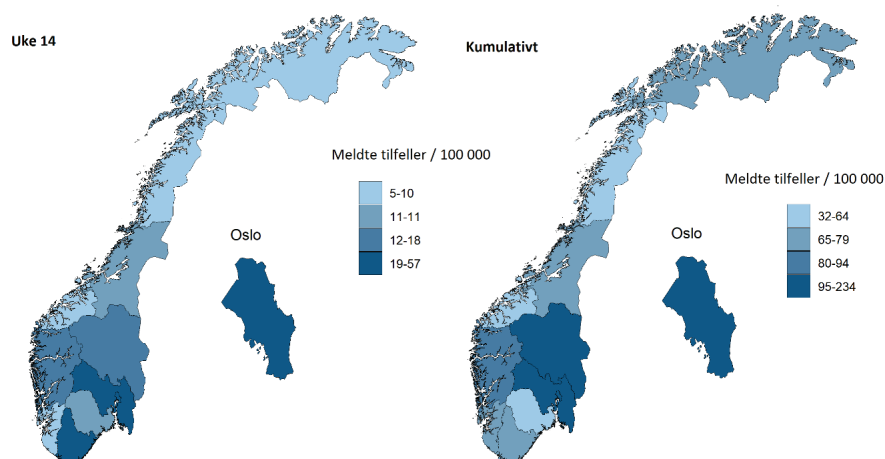 Uke 14
Meldte tilfeller / 100 000
5-10
11-11
12-18
19-57
Oslo
Kumulativt
Meldte tilfeller / 100 000
32-64
65-79
80-94
95-234
Oslo